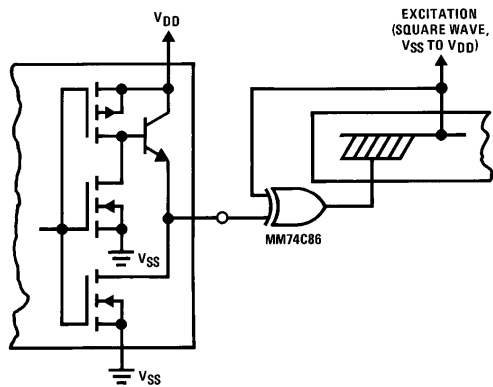 VDD
EXCITATION
(SQUARE WAVE,
VSS TO VDD)
MM74C86
VSS
VSS